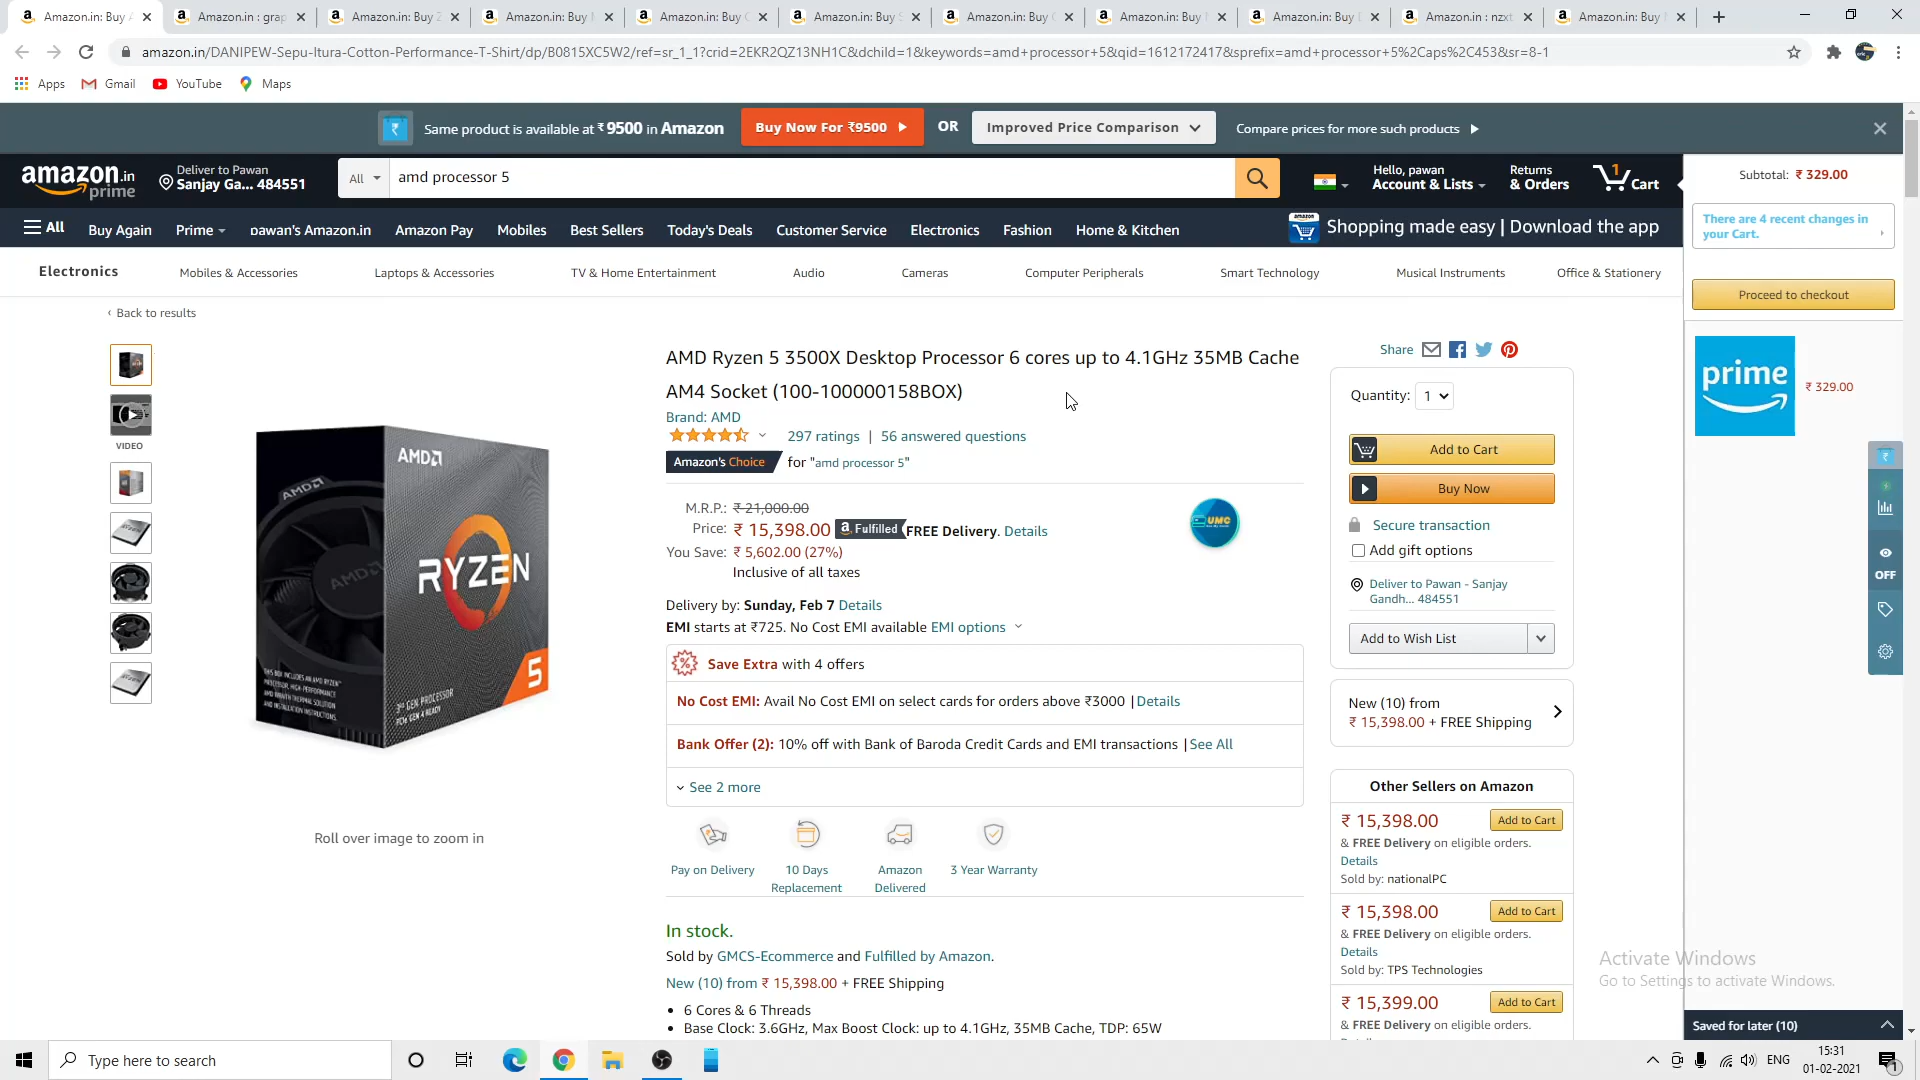 Amazon.in: Buy A
Amazon.in : grap
Amazon.in: Buy Z
Amazon.in: Buy
Amazon.in: Buy
Amazon.in: Buy
Amazon.in: Buy
Amazon.in: Buy
Amazon.in: Buy
Amazon.in : nzxt
Amazon.in: Buy
amazon.in/DANIPEW-Sepu-Itura-Cotton-Performance-T-Shirt/dp/B0815XC5W2/ref=sr_1_1?crid=2EKR2QZ13NH1C&dchild=1&keywords=amd+processor+5&qid=1612172417&sprefix=amd+processor+5%2Caps%2C453&sr=8-1
Apps
Gmail
YouTube
Maps
Same product is available at ₹ 9500 in Amazon
Buy Now For ₹9500
OR
Improved Price Comparison
Compare prices for more such products
amazon.in
prime
Deliver to Pawan
Sanjay Ga... 484551
All
amd processor 5
Hello, pawan
Account & Lists
Returns
& Orders
1
Cart
All
Buy Again
Prime
pawan's Amazon.in
Amazon Pay
Mobiles
Best Sellers
Today's Deals
Customer Service
Electronics
Fashion
Home & Kitchen
amazon
Shopping made easy | Download the app
Subtotal: ₹ 329.00
There are 4 recent changes in
your Cart.
Proceed to checkout
prime
₹ 329.00
Electronics
Mobiles & Accessories
Laptops & Accessories
TV & Home Entertainment
Audio
Cameras
Computer Peripherals
Smart Technology
Musical Instruments
Office & Stationery
‹ Back to results
VIDEO
AMD
AMD
AMD
RYZEN
5
THIS BOX INCLUDES AN AMD RYZEN™
3RD GEN PROCESSOR
PCIe GEN 4 READY
Roll over image to zoom in
AMD Ryzen 5 3500X Desktop Processor 6 cores up to 4.1GHz 35MB Cache
AM4 Socket (100-100000158BOX)
Brand: AMD
297 ratings | 56 answered questions
Amazon's Choice for "amd processor 5"
M.R.P.: ₹ 21,000.00
Price: ₹ 15,398.00 a Fulfilled FREE Delivery. Details
You Save: ₹ 5,602.00 (27%)
Inclusive of all taxes
UMC
Delivery by: Sunday, Feb 7 Details
EMI starts at ₹725. No Cost EMI available EMI options
Save Extra with 4 offers
No Cost EMI: Avail No Cost EMI on select cards for orders above ₹3000 | Details
Bank Offer (2): 10% off with Bank of Baroda Credit Cards and EMI transactions | See All
See 2 more
Pay on Delivery
10 Days
Replacement
Amazon
Delivered
3 Year Warranty
In stock.
Sold by GMCS-Ecommerce and Fulfilled by Amazon.
New (10) from ₹ 15,398.00 + FREE Shipping
• 6 Cores & 6 Threads
• Base Clock: 3.6GHz, Max Boost Clock: up to 4.1GHz, 35MB Cache, TDP: 65W
Share
Quantity: 1
Add to Cart
Buy Now
Secure transaction
Add gift options
Deliver to Pawan - Sanjay
Gandh... 484551
Add to Wish List
New (10) from
₹ 15,398.00 + FREE Shipping
Other Sellers on Amazon
₹ 15,398.00
Add to Cart
& FREE Delivery on eligible orders.
Details
Sold by: nationalPC
₹ 15,398.00
Add to Cart
& FREE Delivery on eligible orders.
Details
Sold by: TPS Technologies
₹ 15,399.00
Add to Cart
& FREE Delivery on eligible orders.
OFF
Activate Windows
Go to Settings to activate Windows.
Saved for later (10)
Type here to search
ENG
15:31
01-02-2021
1